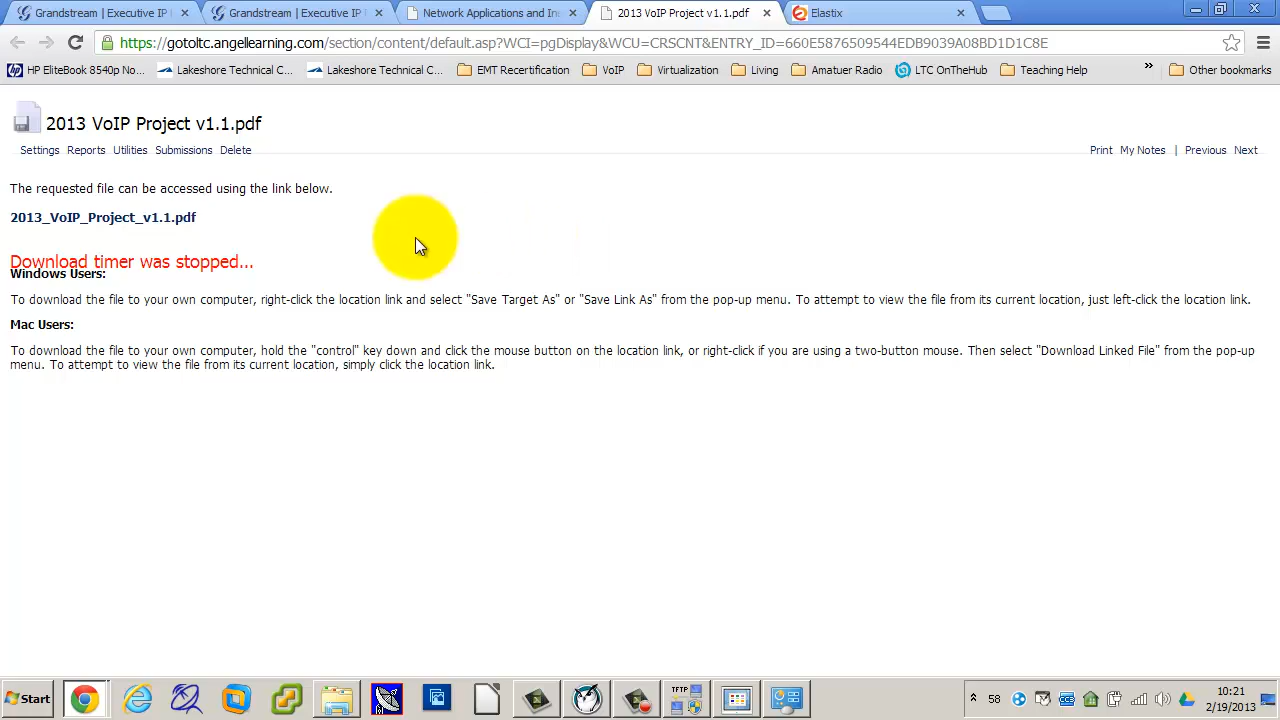 Grandstream | Executive IP
Grandstream | Executive IP
Network Applications and In
2013 VoIP Project v1.1.pdf
Elastix
https://gotoltc.angellearning.com/section/content/default.asp?WCI=pgDisplay&WCU=CRSCNT&ENTRY_ID=660E5876509544EDB9039A08BD1D1C8E
HP EliteBook 8540p No... Lakeshore Technical C... Lakeshore Technical C... EMT Recertification VoIP Virtualization Living Amatuer Radio LTC OnTheHub Teaching Help » Other bookmarks
2013 VoIP Project v1.1.pdf
Settings Reports Utilities Submissions Delete Print My Notes | Previous Next
The requested file can be accessed using the link below.
2013_VoIP_Project_v1.1.pdf
Download timer was stopped...
Windows Users:
To download the file to your own computer, right-click the location link and select "Save Target As" or "Save Link As" from the pop-up menu. To attempt to view the file from its current location, just left-click the location link.
Mac Users:
To download the file to your own computer, hold the "control" key down and click the mouse button on the location link, or right-click if you are using a two-button mouse. Then select "Download Linked File" from the pop-up
menu. To attempt to view the file from its current location, simply click the location link.
Start
TFTP
58
10:21
2/19/2013